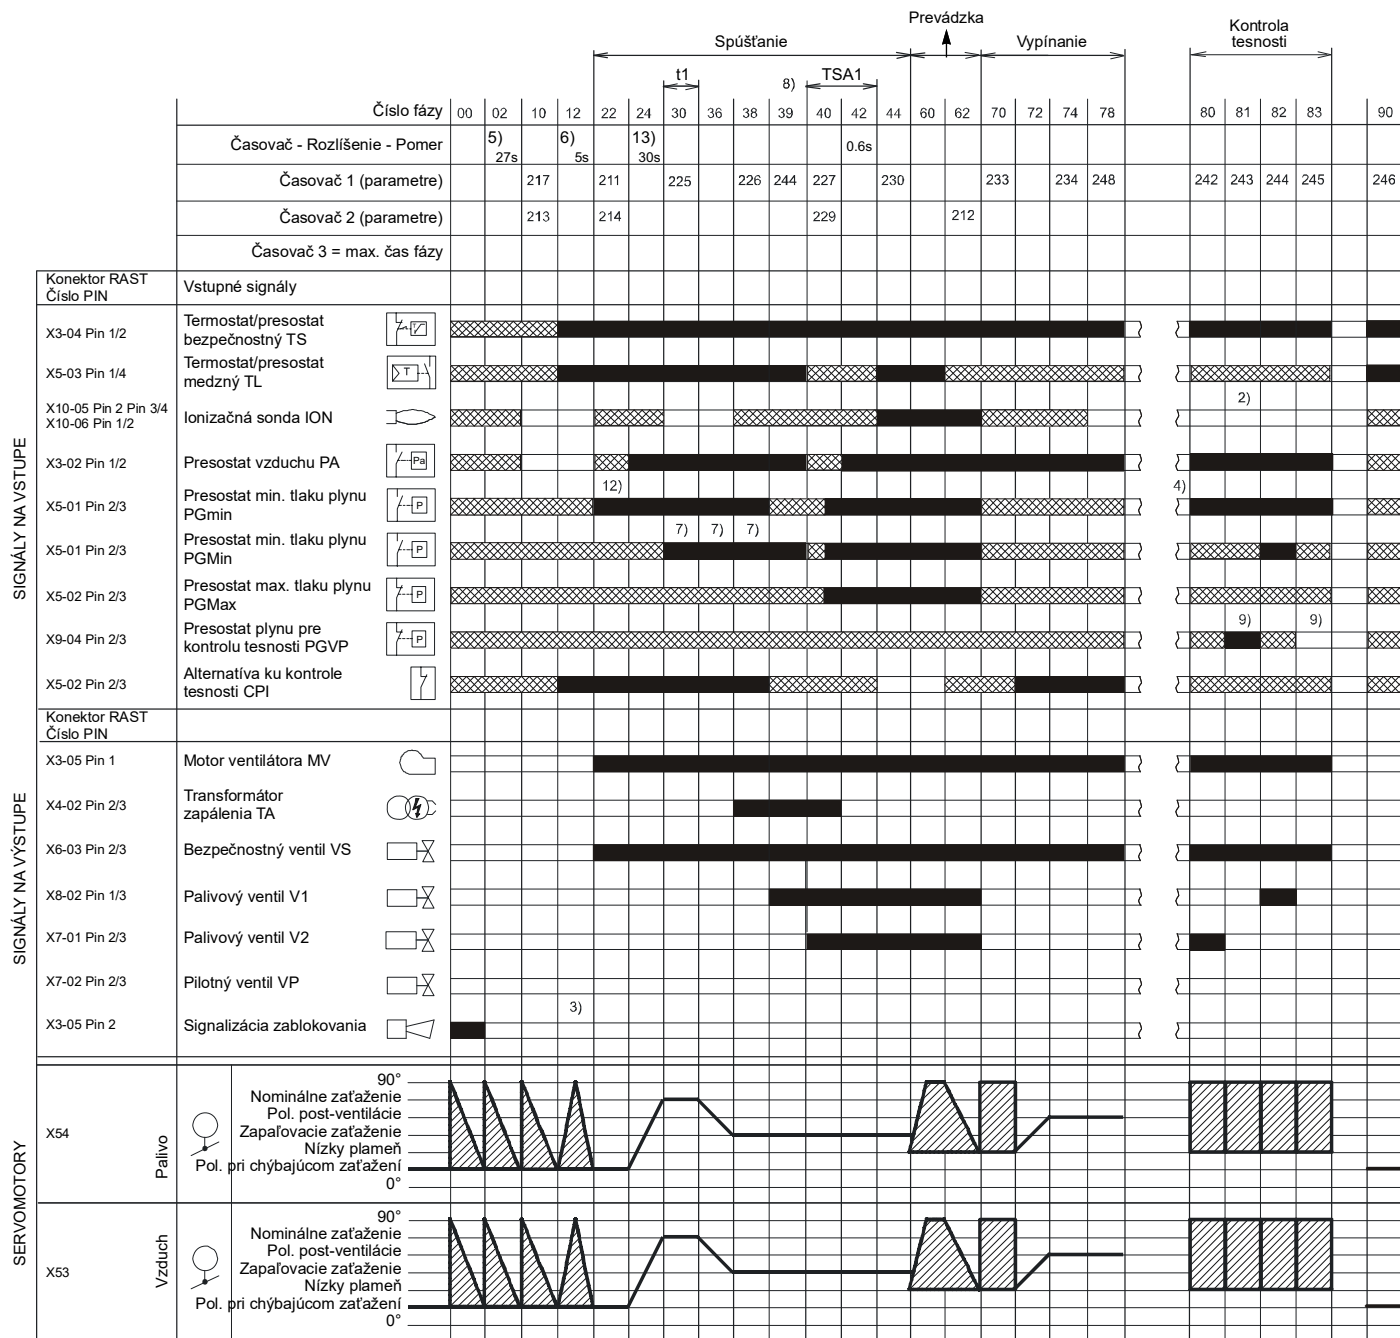 Prevádzka
Spúšťanie
Vypínanie
Kontrola
tesnosti
t1
8)
TSA1
Číslo fázy 00 02 10 12 22 24 30 36 38 39 40 42 44 60 62 70 72 74 78 80 81 82 83 90
Časovač - Rozlíšenie - Pomer 5) 27s 6) 5s 13) 30s 0.6s
Časovač 1 (parametre) 217 211 225 226 244 227 230 233 234 248 242 243 244 245 246
Časovač 2 (parametre) 213 214 229 212
Časovač 3 = max. čas fázy
Konektor RAST
Číslo PIN
Vstupné signály
SIGNÁLY NA VSTUPE
X3-04 Pin 1/2
Termostat/presostat
bezpečnostný TS
X5-03 Pin 1/4
Termostat/presostat
medzný TL
T
2)
X10-05 Pin 2 Pin 3/4
X10-06 Pin 1/2
Ionizačná sonda ION
X3-02 Pin 1/2
Presostat vzduchu PA
Pa
12)
4)
X5-01 Pin 2/3
Presostat min. tlaku plynu
PGmin
P
7) 7) 7)
X5-01 Pin 2/3
Presostat min. tlaku plynu
PGMin
P
X5-02 Pin 2/3
Presostat max. tlaku plynu
PGMax
P
9) 9)
X9-04 Pin 2/3
Presostat plynu pre
kontrolu tesnosti PGVP
P
X5-02 Pin 2/3
Alternatíva ku kontrole
tesnosti CPI
Konektor RAST
Číslo PIN
SIGNÁLY NA VÝSTUPE
X3-05 Pin 1
Motor ventilátora MV
X4-02 Pin 2/3
Transformátor
zapálenia TA
X6-03 Pin 2/3
Bezpečnostný ventil VS
X8-02 Pin 1/3
Palivový ventil V1
X7-01 Pin 2/3
Palivový ventil V2
X7-02 Pin 2/3
Pilotný ventil VP
3)
X3-05 Pin 2
Signalizácia zablokovania
SERVOMOTORY
X54
Palivo
90°
Nominálne zaťaženie
Pol. post-ventilácie
Zapaľovacie zaťaženie
Nízky plameň
Pol. pri chýbajúcom zaťažení
0°
X53
Vzduch
90°
Nominálne zaťaženie
Pol. post-ventilácie
Zapaľovacie zaťaženie
Nízky plameň
Pol. pri chýbajúcom zaťažení
0°